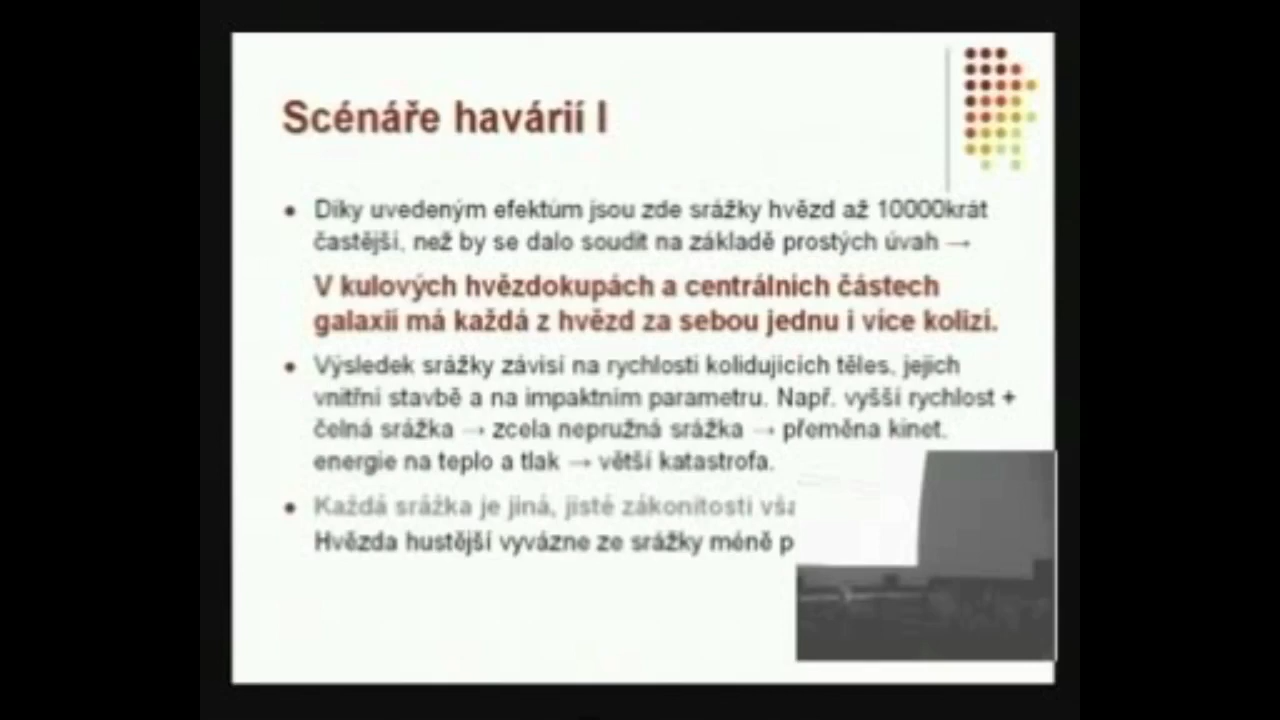 Scénáře havárií I
• Díky uvedeným efektům jsou zde srážky hvězd až 10000krát
častější, než by se dalo soudit na základě prostých úvah →
V kulových hvězdokupách a centrálních částech
galaxií má každá z hvězd za sebou jednu i více kolizí.
• Výsledek srážky závisí na rychlosti kolidujících těles, jejich
vnitřní stavbě a na impaktním parametru. Např. vyšší rychlost +
čelná srážka → zcela nepružná srážka → přeměna kinet.
energie na teplo a tlak → větší katastrofa.
• Každá srážka je jiná, jisté zákonitosti
Hvězda hustější vyvázne ze srážky méně